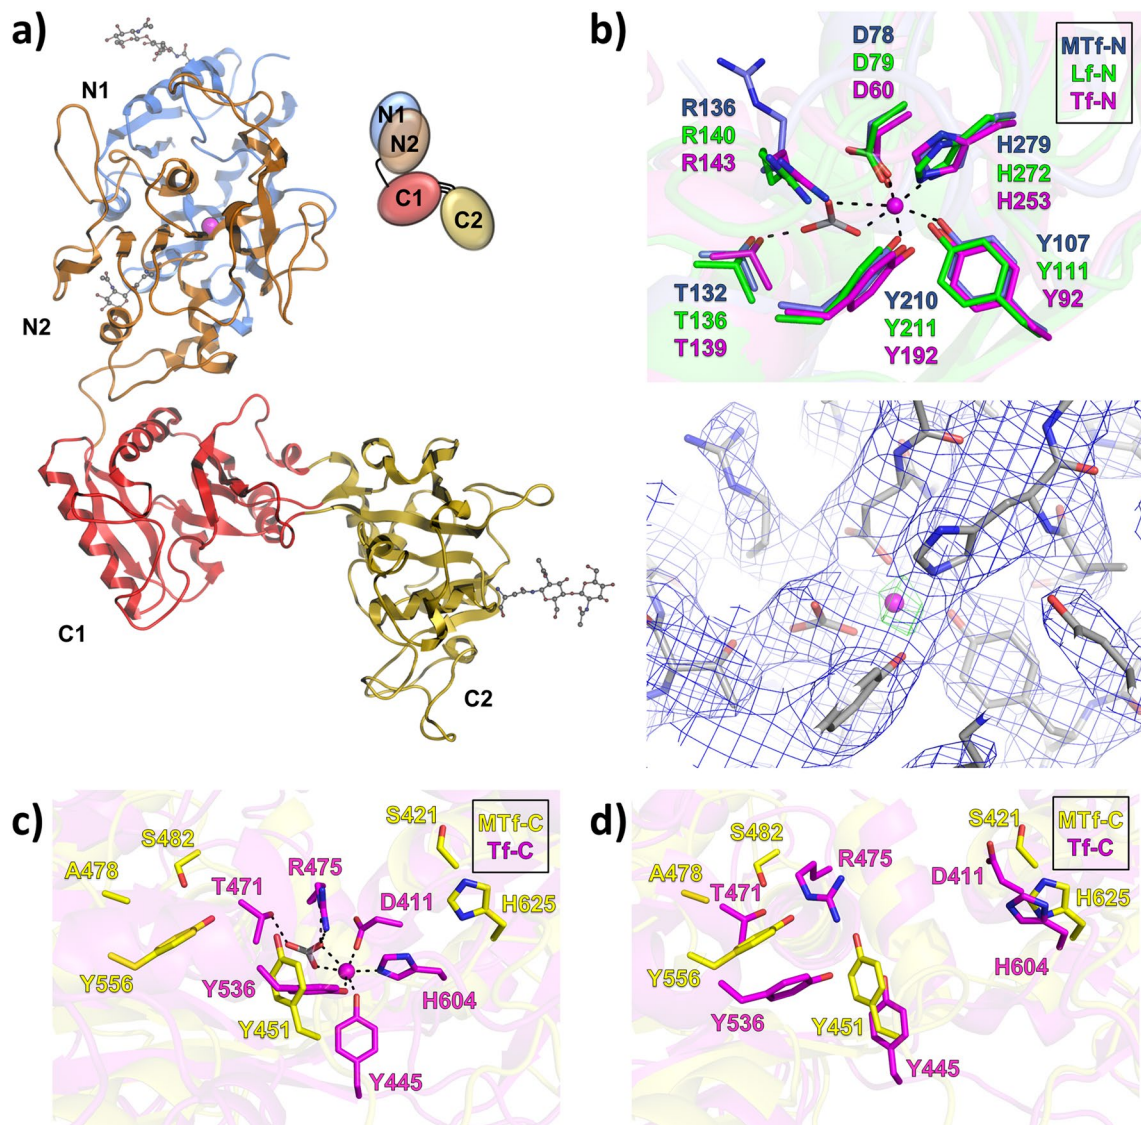 a)
N1
N2
C1
C2
N1
N2
C1
C2
b)
MTf-N
Lf-N
Tf-N
D78
D79
D60
R136
R140
R143
H279
H272
H253
T132
T136
T139
Y210
Y211
Y192
Y107
Y111
Y92
c)
MTf-C
Tf-C
S421
S482
A478
R475
T471
D411
H625
Y556
Y536
H604
Y451
Y445
d)
MTf-C
Tf-C
S421
S482
R475
A478
D411
T471
H625
Y556
H604
Y536
Y451
Y445